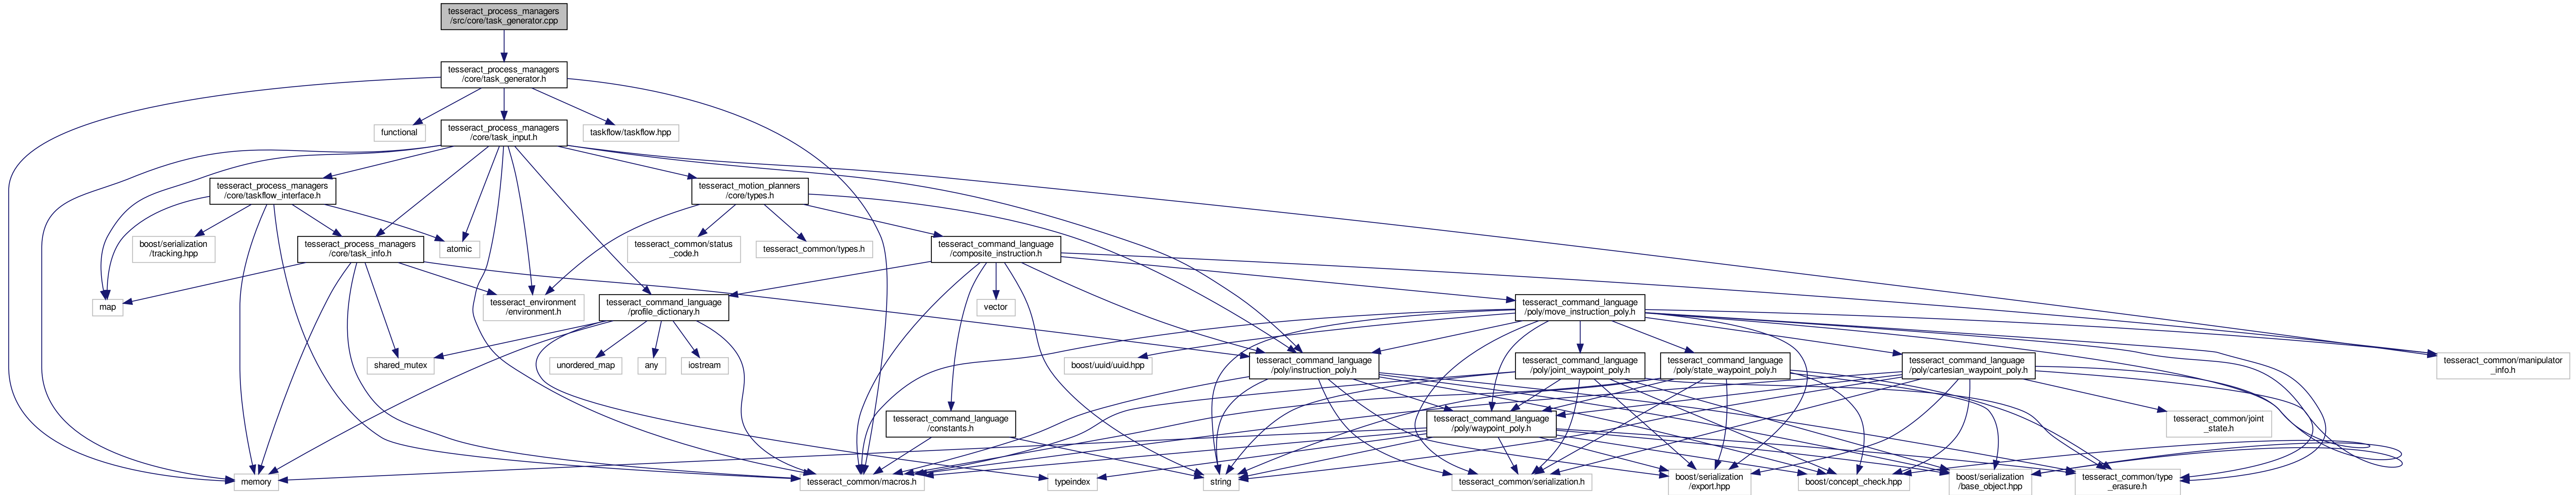 tesseract_process_managers
/src/core/task_generator.cpp
tesseract_process_managers
/core/task_generator.h
functional
tesseract_process_managers
/core/task_input.h
taskflow/taskflow.hpp
tesseract_process_managers
/core/taskflow_interface.h
tesseract_motion_planners
/core/types.h
boost/serialization
/tracking.hpp
tesseract_process_managers
/core/task_info.h
atomic
tesseract_common/status
_code.h
tesseract_common/types.h
tesseract_command_language
/composite_instruction.h
map
tesseract_environment
/environment.h
tesseract_command_language
/profile_dictionary.h
vector
tesseract_command_language
/poly/move_instruction_poly.h
shared_mutex
unordered_map
any
iostream
boost/uuid/uuid.hpp
tesseract_command_language
/poly/instruction_poly.h
tesseract_command_language
/poly/joint_waypoint_poly.h
tesseract_command_language
/poly/state_waypoint_poly.h
tesseract_command_language
/poly/cartesian_waypoint_poly.h
tesseract_common/manipulator
_info.h
tesseract_command_language
/constants.h
tesseract_command_language
/poly/waypoint_poly.h
tesseract_common/joint
_state.h
memory
tesseract_common/macros.h
typeindex
string
tesseract_common/serialization.h
boost/serialization
/export.hpp
boost/concept_check.hpp
boost/serialization
/base_object.hpp
tesseract_common/type
_erasure.h